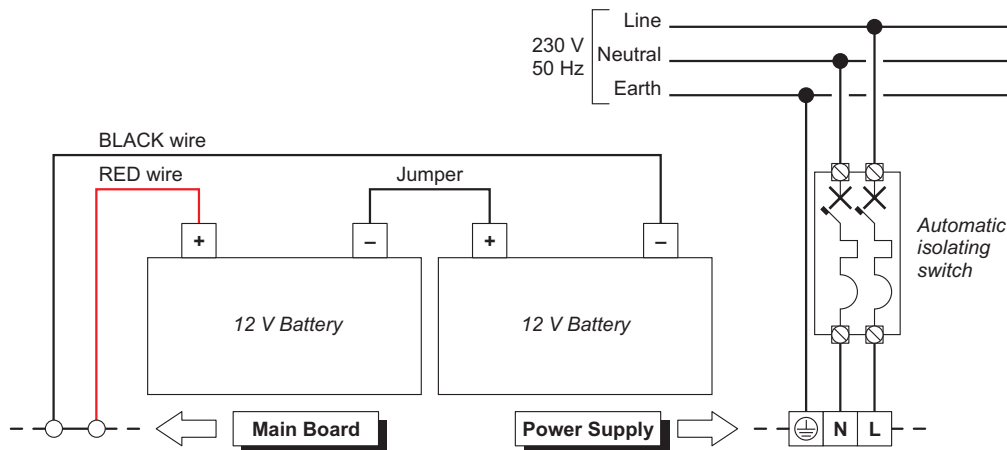 Line
230 V
50 Hz
Neutral
Earth
BLACK wire
RED wire
Jumper
+
–
+
–
12 V Battery
12 V Battery
Automatic
isolating
switch
Main Board
Power Supply
N
L